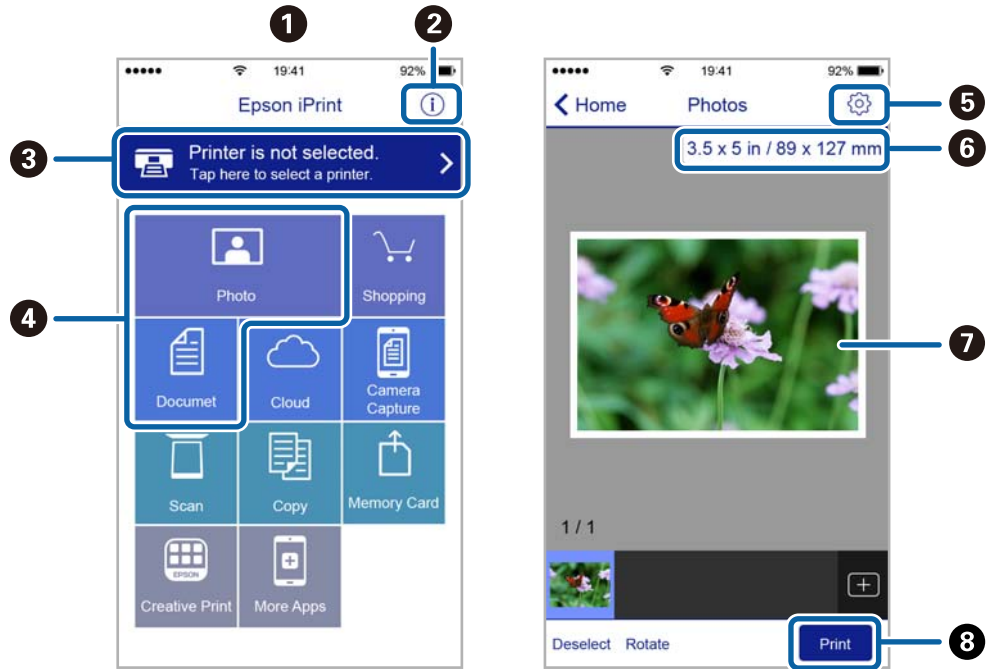 1
2
19:41
92%
Epson iPrint
i
3
Printer is not selected.
Tap here to select a printer.
4
Photo
Shopping
Documet
Cloud
Camera
Capture
Scan
Copy
Memory Card
EPSON
Creative Print
More Apps
19:41
92%
Home
Photos
5
3.5 x 5 in / 89 x 127 mm
6
7
1 / 1
Deselect
Rotate
Print
8